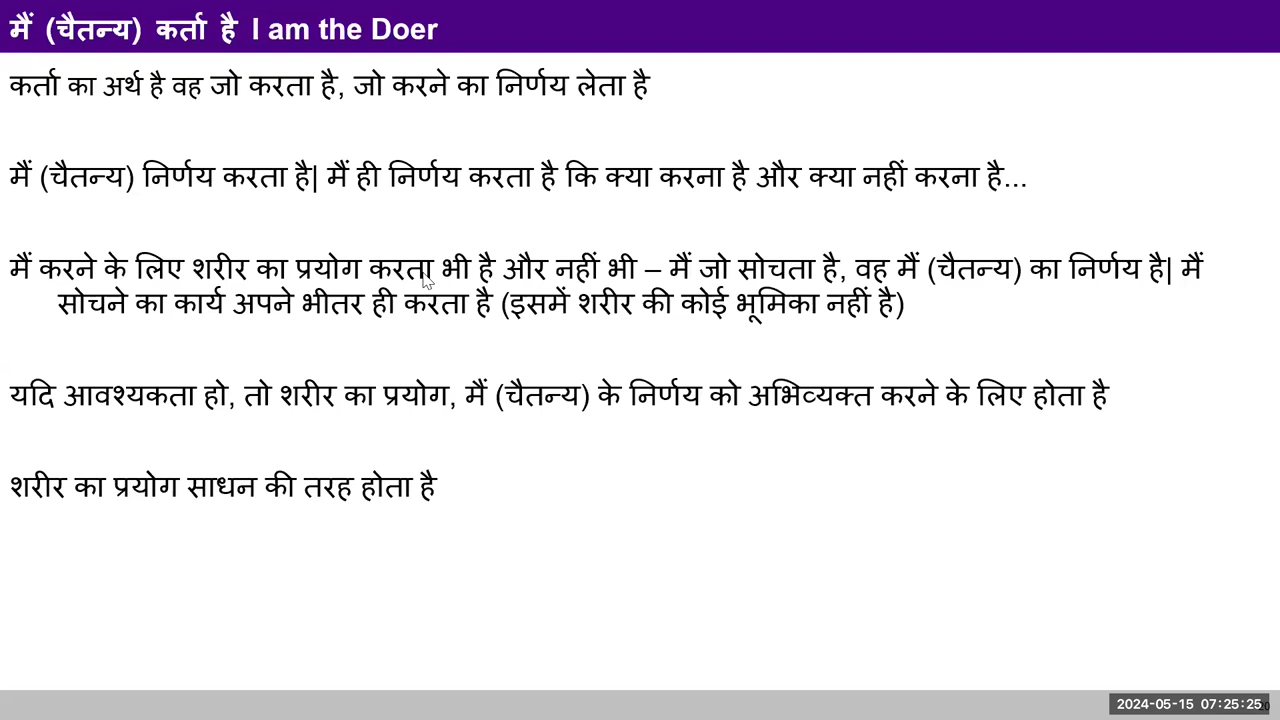 मैं (चैतन्य) कर्ता है I am the Doer
कर्ता का अर्थ है वह जो करता है, जो करने का निर्णय लेता है
मैं (चैतन्य) निर्णय करता है| मैं ही निर्णय करता है कि क्या करना है और क्या नहीं करना है...
मैं करने के लिए शरीर का प्रयोग करता भी है और नहीं भी – मैं जो सोचता है, वह मैं (चैतन्य) का निर्णय है| मैं
सोचने का कार्य अपने भीतर ही करता है (इसमें शरीर की कोई भूमिका नहीं है)
यदि आवश्यकता हो, तो शरीर का प्रयोग, मैं (चैतन्य) के निर्णय को अभिव्यक्त करने के लिए होता है
शरीर का प्रयोग साधन की तरह होता है
2024-05-15 07:25:25